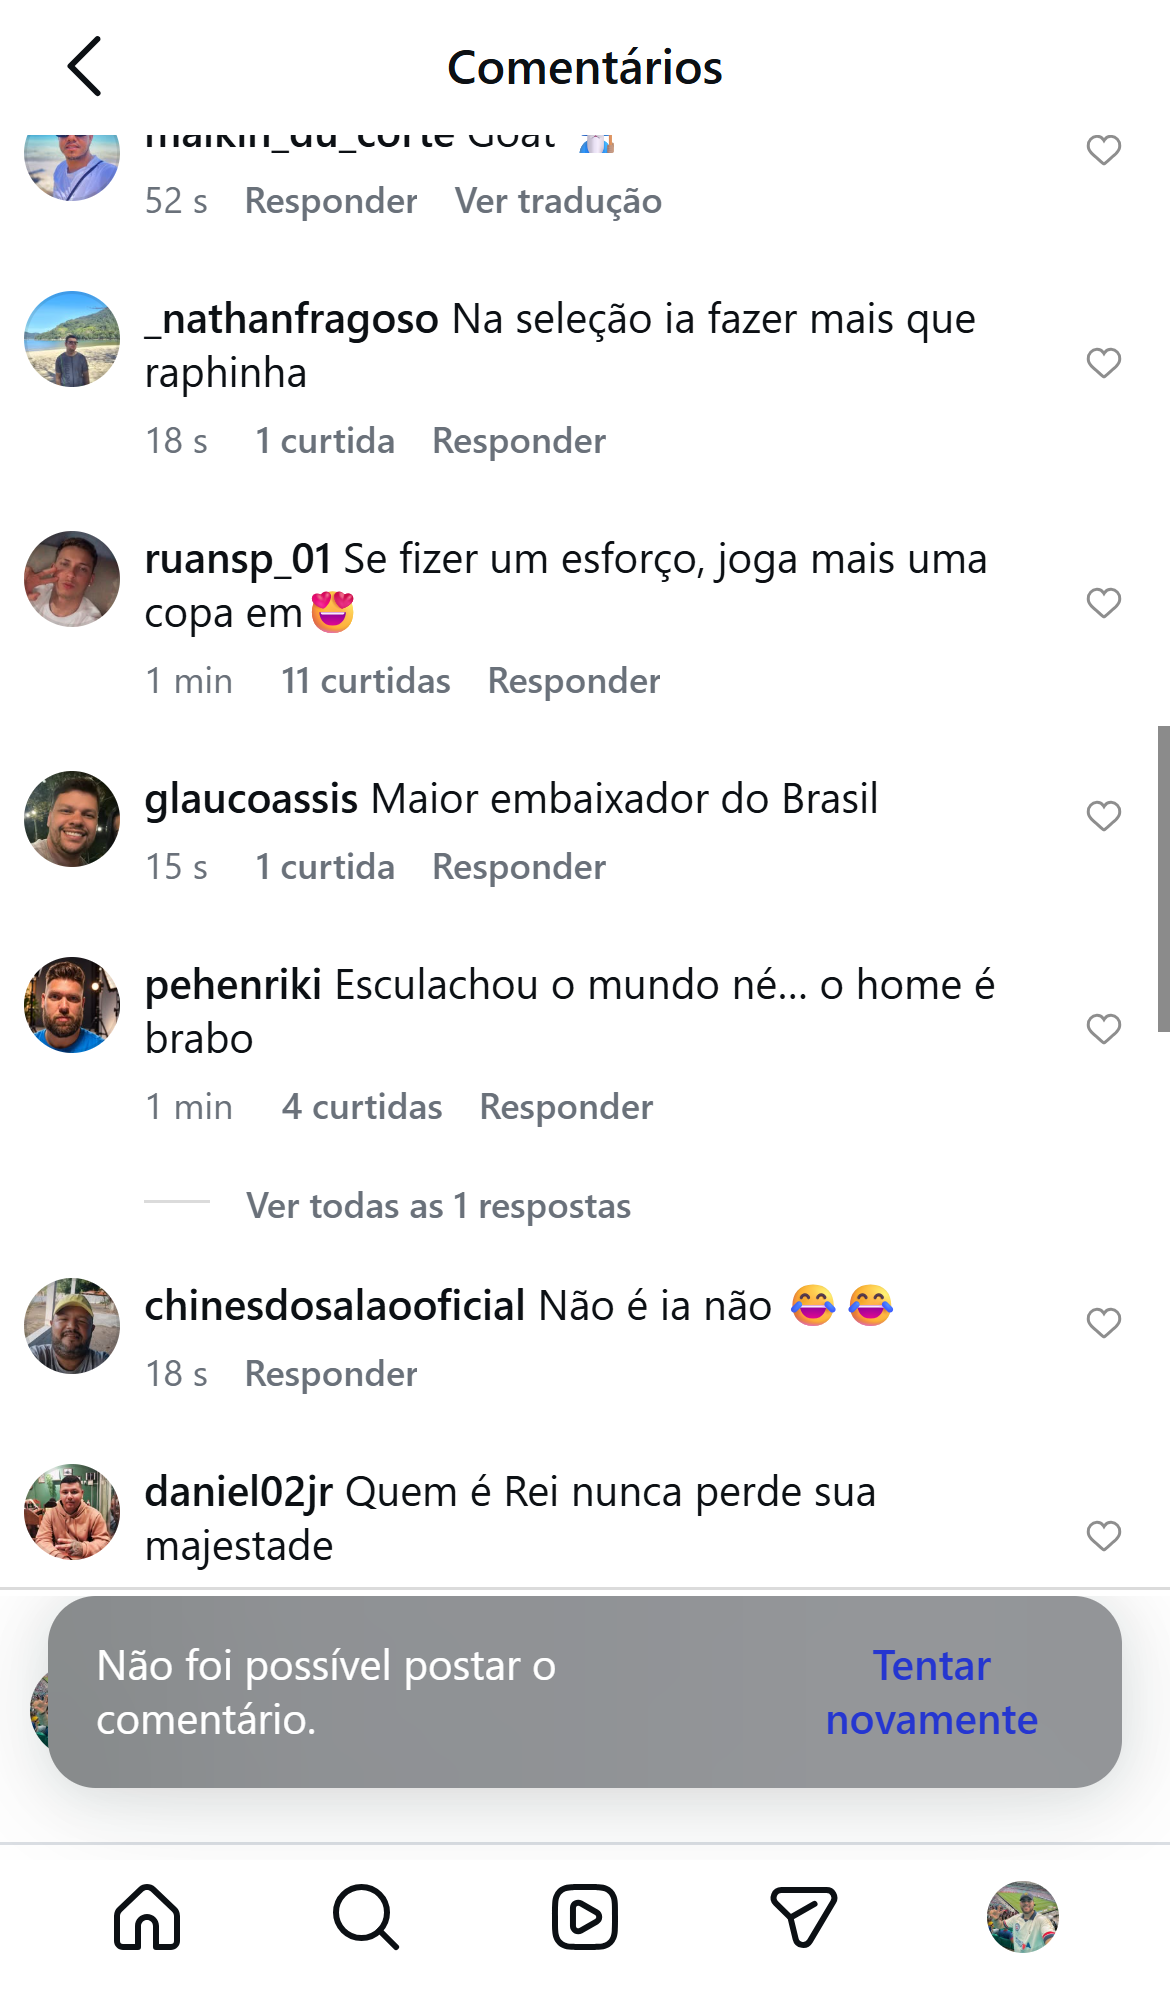 Comentários
maikin_du_corte Goat
52 s Responder Ver tradução
_nathanfragoso Na seleção ia fazer mais que
raphinha
18 s 1 curtida Responder
ruansp_01 Se fizer um esforço, joga mais uma
copa em😍
1 min 11 curtidas Responder
glaucoassis Maior embaixador do Brasil
15 s 1 curtida Responder
pehenriki Esculachou o mundo né... o home é
brabo
1 min 4 curtidas Responder
Ver todas as 1 respostas
chinesdosalaooficial Não é ia não 😂😂
18 s Responder
daniel02jr Quem é Rei nunca perde sua
majestade
Não foi possível postar o
comentário.
Tentar
novamente